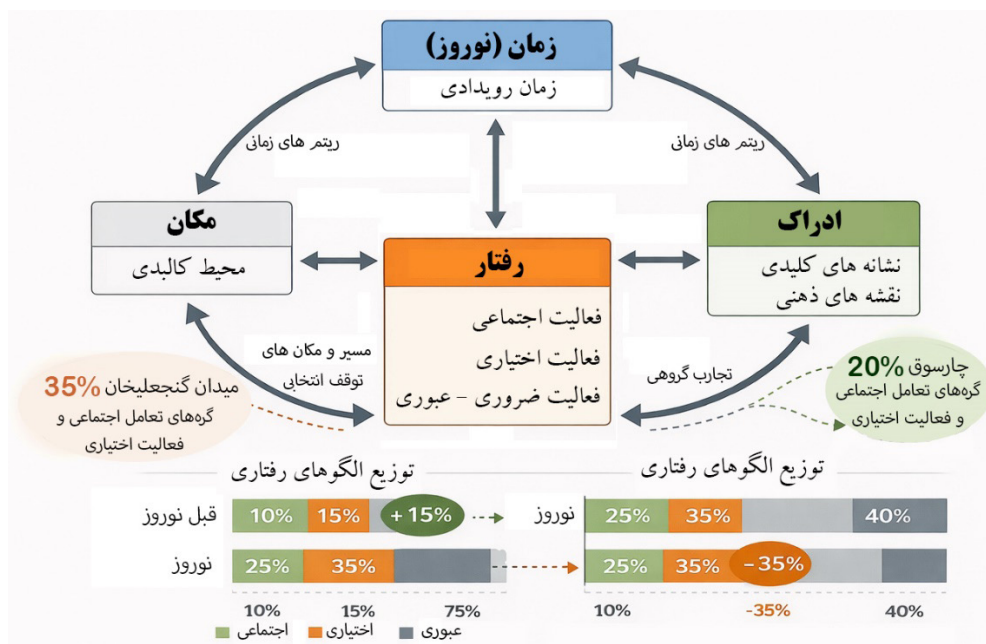 زمان (نوروز)
زمان رویدادی
ریتم های زمانی
ریتم های زمانی
ادراک
نشانه های کلیدی
نقشه های ذهنی
رفتار
فعالیت اجتماعی
فعالیت اختیاری
فعالیت ضروری – عبوری
مکان
محیط کالبدی
تجارب گروهی
مسیر و مکان های
توقف انتخابی
چارسوق 20%
گره‌های تعامل اجتماعی
و فعالیت اختیاری
میدان گنجعلیخان 35%
گره‌های تعامل اجتماعی و
فعالیت اختیاری
توزیع الگوهای رفتاری
توزیع الگوهای رفتاری
قبل نوروز
10% 15% +15%
نوروز
25% 35%
10% 15% 75%
نوروز
25% 35% 40%
25% 35% -35%
10% -35% 40%
اجتماعی اختیاری عبوری